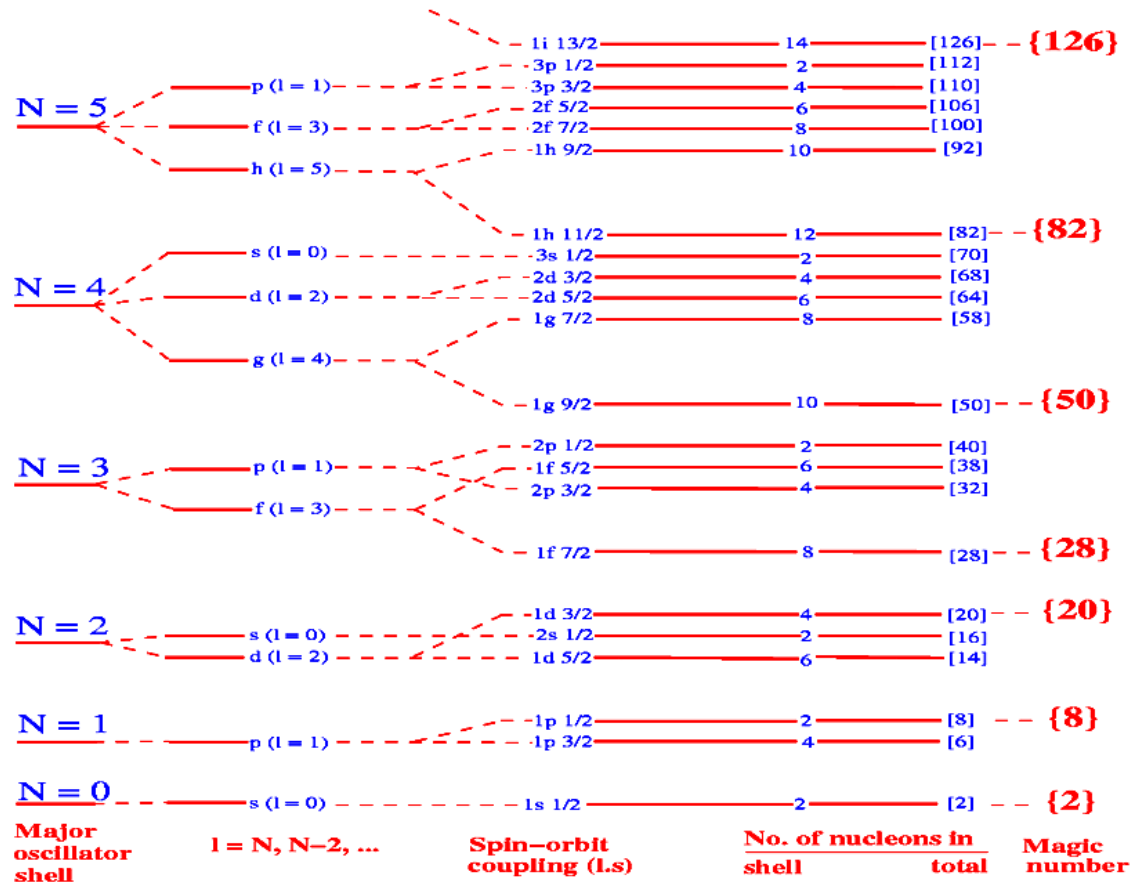 1i 13/2 14 [126] {126}
3p 1/2 2 [112]
p (l = 1) 3p 3/2 4 [110]
N = 5 2f 5/2 6 [106]
f (l = 3) 2f 7/2 8 [100]
1h 9/2 10 [92]
h (l = 5)
1h 11/2 12 [82] {82}
s (l=0) 3s 1/2 2 [70]
2d 3/2 4 [68]
N = 4 d (l = 2) 2d 5/2 6 [64]
1g 7/2 8 [58]
g (l = 4)
1g 9/2 10 [50] {50}
2p 1/2 2 [40]
N = 3 p (l = 1) 1f 5/2 6 [38]
2p 3/2 4 [32]
f (l = 3)
1f 7/2 8 [28] {28}
1d 3/2 4 [20] {20}
N = 2 s (l=0) 2s 1/2 2 [16]
d (l = 2) 1d 5/2 6 [14]
N = 1 1p 1/2 2 [8] {8}
p (l = 1) 1p 3/2 4 [6]
N = 0 s (l = 0) 1s 1/2 2 [2] {2}
Major
oscillator
shell
l = N, N−2, ...
Spin−orbit
coupling (l.s)
No. of nucleons in
shell total
Magic
number